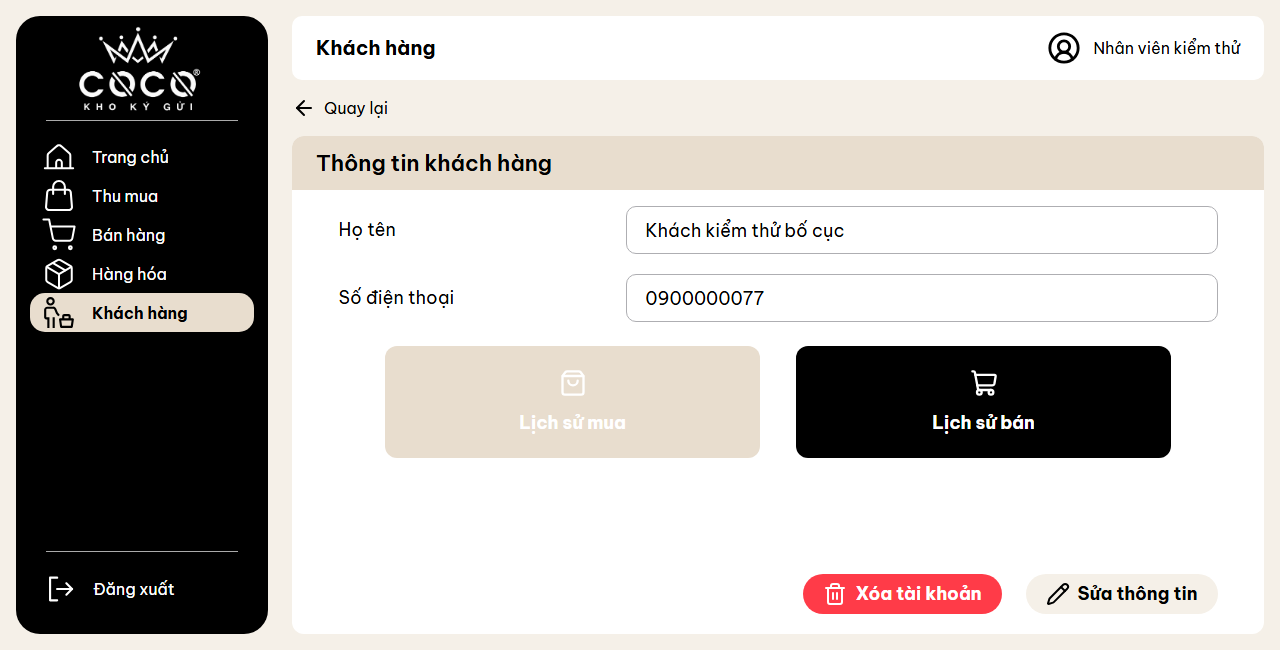 COCO®
KHO KÝ GỬI
Trang chủ
Thu mua
Bán hàng
Hàng hóa
Khách hàng
Đăng xuất
Khách hàng
Nhân viên kiểm thử
Quay lại
Thông tin khách hàng
Họ tên
Khách kiểm thử bố cục
Số điện thoại
0900000077
Lịch sử mua
Lịch sử bán
Xóa tài khoản
Sửa thông tin